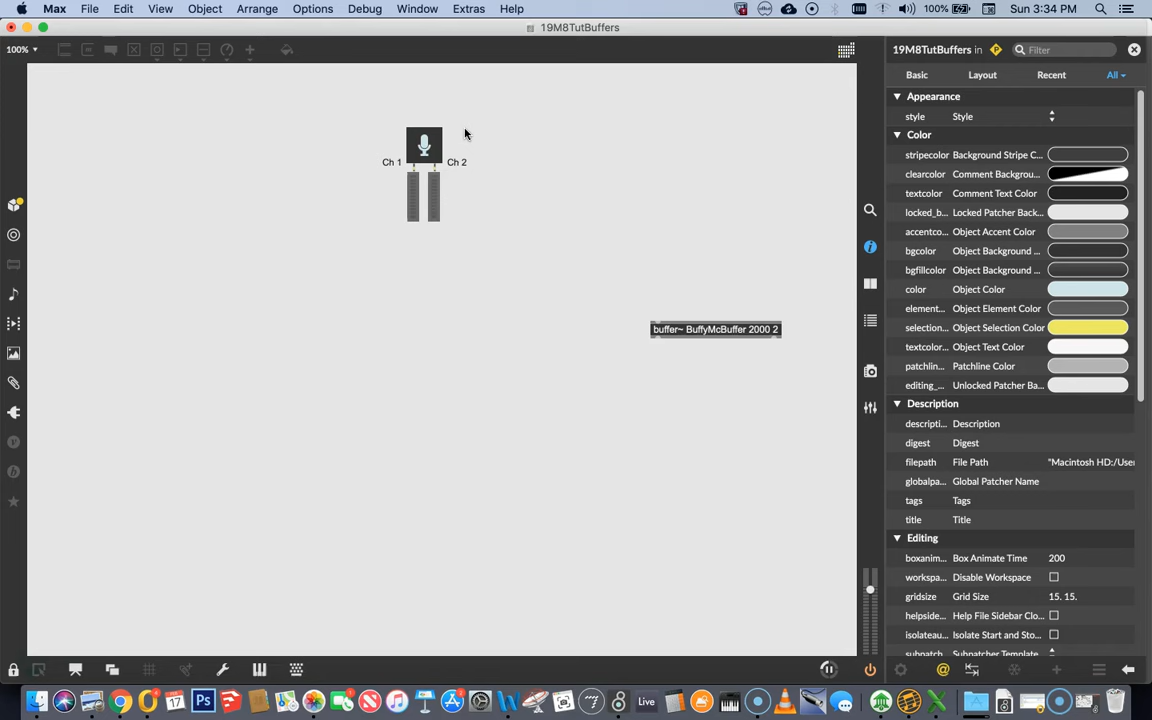 Max File Edit View Object Arrange Options Debug Window Extras Help 100% Sun 3:34 PM
19M8TutBuffers
100%
19M8TutBuffers in P Filter
Basic Layout Recent All
Appearance
style Style
Color
stripecolor Background Stripe C...
clearcolor Comment Backgrou...
textcolor Comment Text Color
locked_b... Locked Patcher Back...
accentco... Object Accent Color
bgcolor Object Background ...
bgfillcolor Object Background ...
color Object Color
element... Object Element Color
selection... Object Selection Color
textcolor... Object Text Color
patchlin... Patchline Color
editing_... Unlocked Patcher Ba...
Description
descripti... Description
digest Digest
filepath File Path "Macintosh HD:/User
globalpa... Global Patcher Name
tags Tags
title Title
Editing
boxanim... Box Animate Time 200
workspa... Disable Workspace
gridsize Grid Size 15. 15.
helpside... Help File Sidebar Clo...
isolateau... Isolate Start and Sto...
subpatch... Subpatcher Template
Ch 1 Ch 2
buffer~ BuffyMcBuffer 2000 2
JUL 17 Ps Live